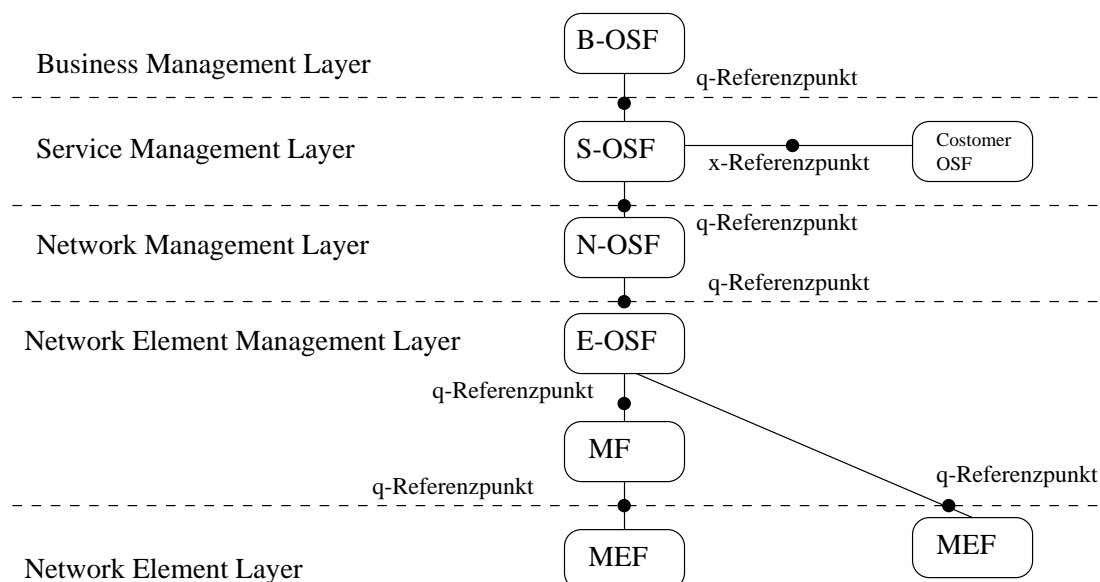 B-OSF
Business Management Layer
q-Referenzpunkt
Service Management Layer
S-OSF
Costomer
OSF
x-Referenzpunkt
q-Referenzpunkt
Network Management Layer
N-OSF
q-Referenzpunkt
Network Element Management Layer
E-OSF
q-Referenzpunkt
MF
q-Referenzpunkt
q-Referenzpunkt
MEF
MEF
Network Element Layer